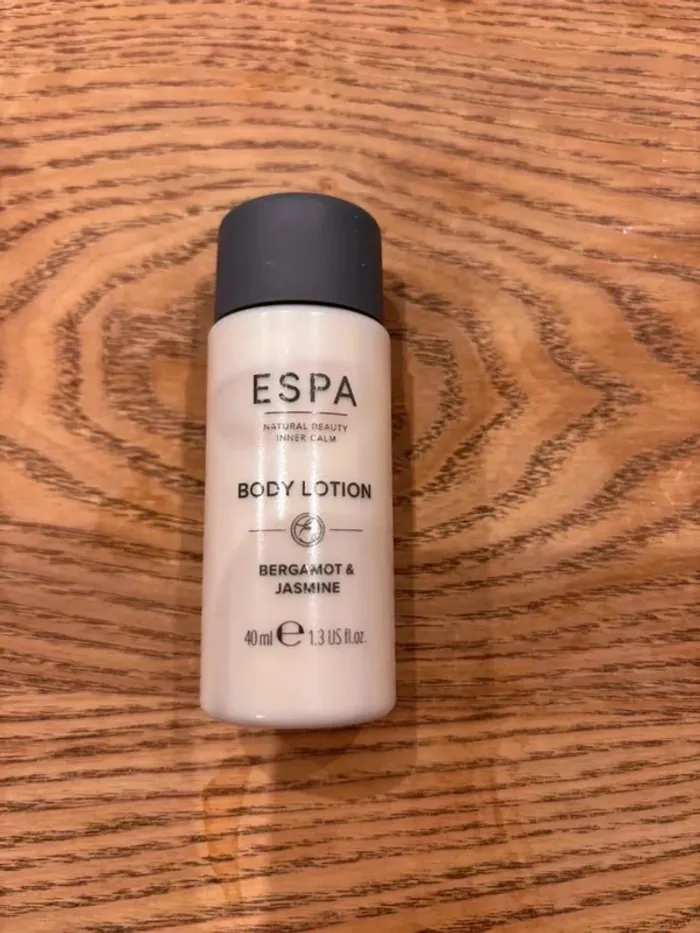 ESPA
NATURAL BEAUTY
INNER CALM
BODY LOTION
BERGAMOT &
JASMINE
40 ml ℮ 1.3 US fl.oz.